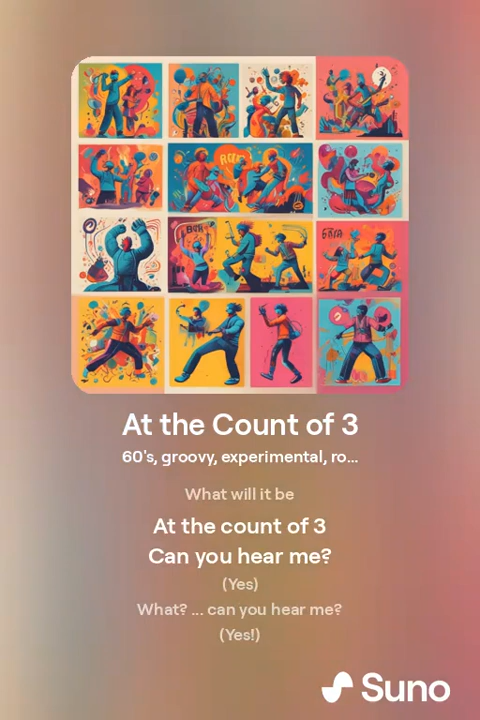 At the Count of 3
60's, groovy, experimental, ro...
What will it be
At the count of 3
Can you hear me?
(Yes)
What? ... can you hear me?
(Yes!)
Suno